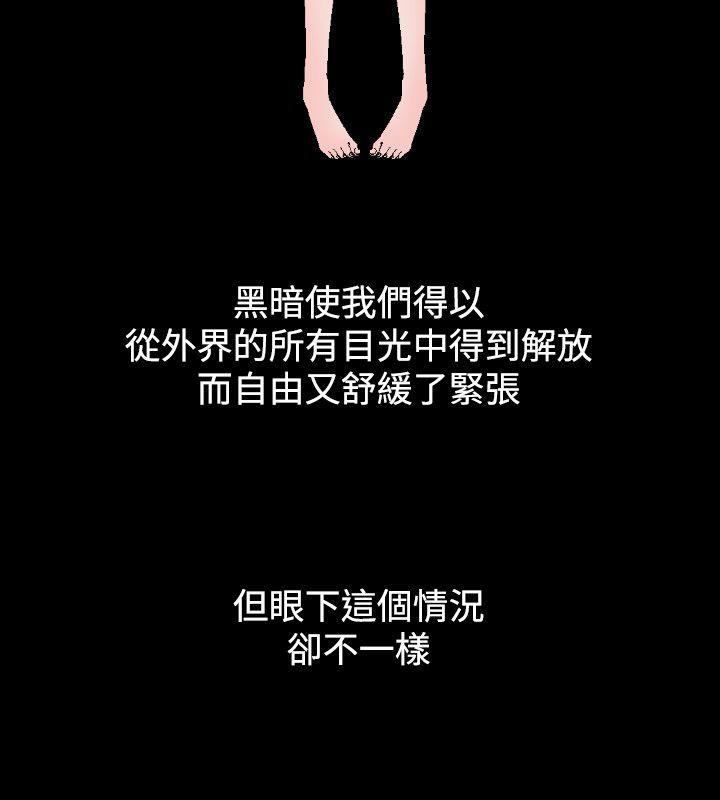 黑暗使我們得以
從外界的所有目光中得到解放
而自由又舒緩了緊張
但眼下這個情況
卻不一樣